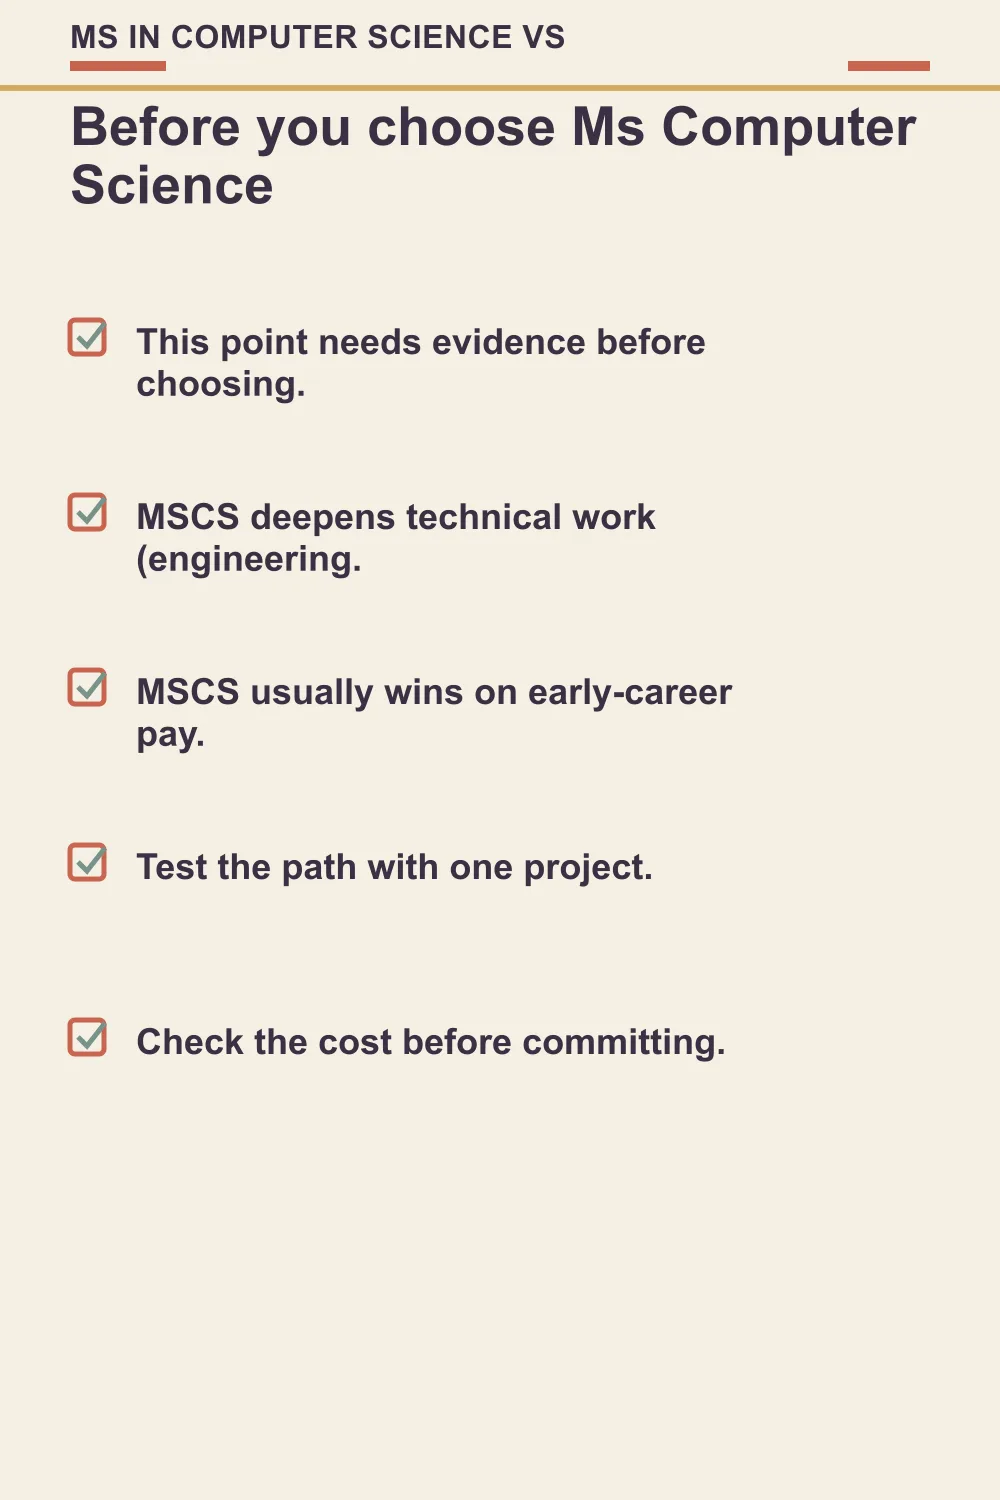 MS IN COMPUTER SCIENCE VS
Before you choose Ms Computer
Science
This point needs evidence before
choosing.
MSCS deepens technical work
(engineering.
MSCS usually wins on early-career
pay.
Test the path with one project.
Check the cost before committing.